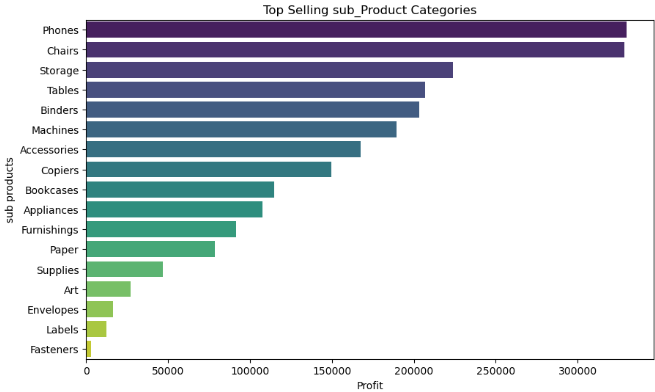 Top Selling sub_Product Categories
Phones
Chairs
Storage
Tables
Binders
Machines
Accessories
Copiers
Bookcases
Appliances
Furnishings
Paper
Supplies
Art
Envelopes
Labels
Fasteners
sub products
0 50000 100000 150000 200000 250000 300000
Profit